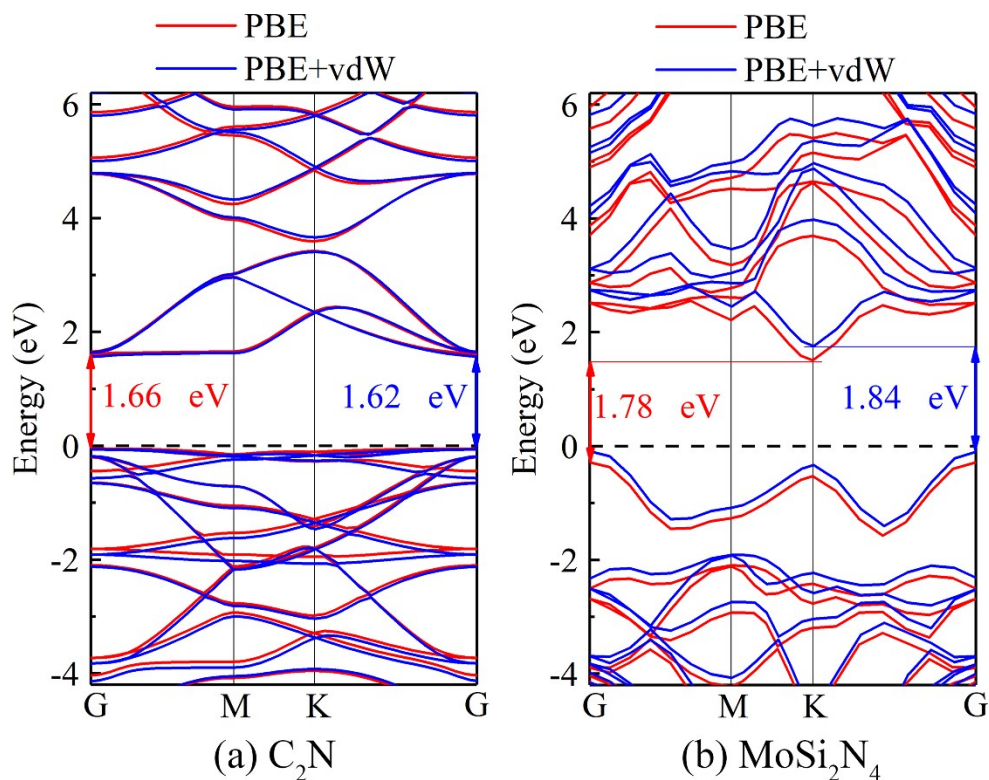 PBE
PBE+vdW
PBE
PBE+vdW
6
4
2
0
-2
-4
Energy (eV)
1.66 eV
1.62 eV
G
M
K
G
(a) C₂N
6
4
2
0
-2
-4
Energy (eV)
1.78 eV
1.84 eV
G
M
K
G
(b) MoSi₂N₄